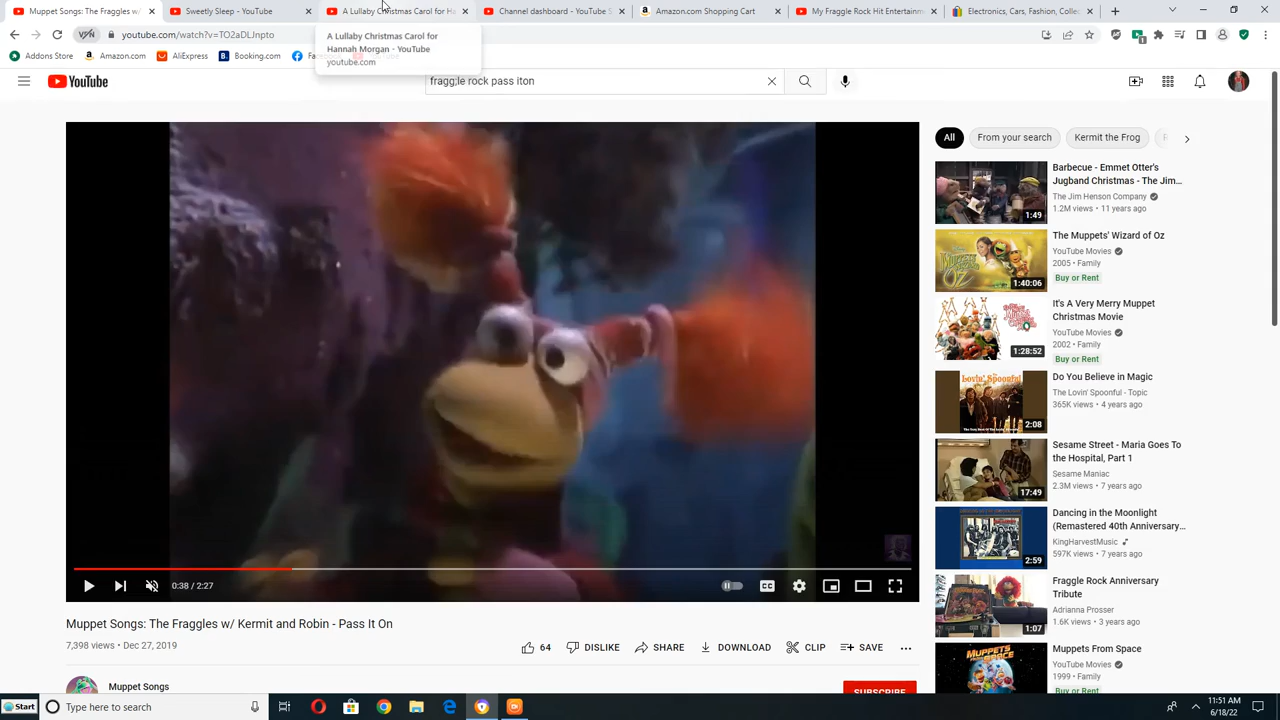 Muppet Songs: The Fraggles w/
Sweetly Sleep - YouTube
A Lullaby Christmas Carol for Ha
Channel dashboard - YouTube S
Amazon.com Shopping Cart
My Fraggle Rock Hit Entertainm
Electronics, Cars, Fashion, Colle
youtube.com/watch?v=TO2aDLJnpto
A Lullaby Christmas Carol for
Hannah Morgan - YouTube
youtube.com
VPN
1
Addons Store
Amazon.com
AliExpress
Booking.com
YouTube
fragg;le rock pass iton
All
From your search
Kermit the Frog
Barbecue - Emmet Otter's
Jugband Christmas - The Jim...
The Jim Henson Company
1.2M views • 11 years ago
1:49
The Muppets' Wizard of Oz
YouTube Movies
2005 • Family
Buy or Rent
1:40:06
It's A Very Merry Muppet
Christmas Movie
YouTube Movies
2002 • Family
Buy or Rent
1:28:52
Do You Believe in Magic
The Lovin' Spoonful - Topic
365K views • 4 years ago
2:08
Sesame Street - Maria Goes To
the Hospital, Part 1
Sesame Maniac
2.3M views • 7 years ago
17:49
Dancing in the Moonlight
(Remastered 40th Anniversary...
KingHarvestMusic
597K views • 7 years ago
2:59
Fraggle Rock Anniversary
Tribute
Adrianna Prosser
1.6K views • 3 years ago
1:07
Muppets From Space
YouTube Movies
1999 • Family
Buy or Rent
0:38 / 2:27
CC
Muppet Songs: The Fraggles w/ Kermit and Robin - Pass It On
7,398 views • Dec 27, 2019
64
DISLIKE
SHARE
DOWNLOAD
CLIP
SAVE
Muppet Songs
SUBSCRIBE
Start
Type here to search
11:51 AM
6/18/22